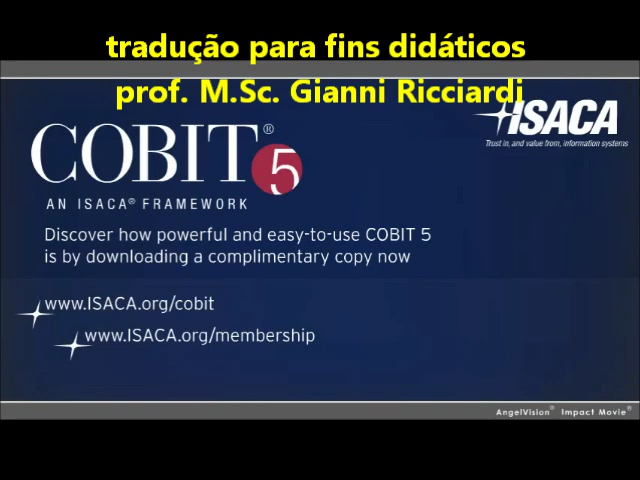 tradução para fins didáticos
prof. M.Sc. Gianni Ricciardi
ISACA
Trust in, and value from, information systems
COBIT® 5
AN ISACA® FRAMEWORK
Discover how powerful and easy-to-use COBIT 5
is by downloading a complimentary copy now
www.ISACA.org/cobit
www.ISACA.org/membership
AngelVision® Impact Movie®